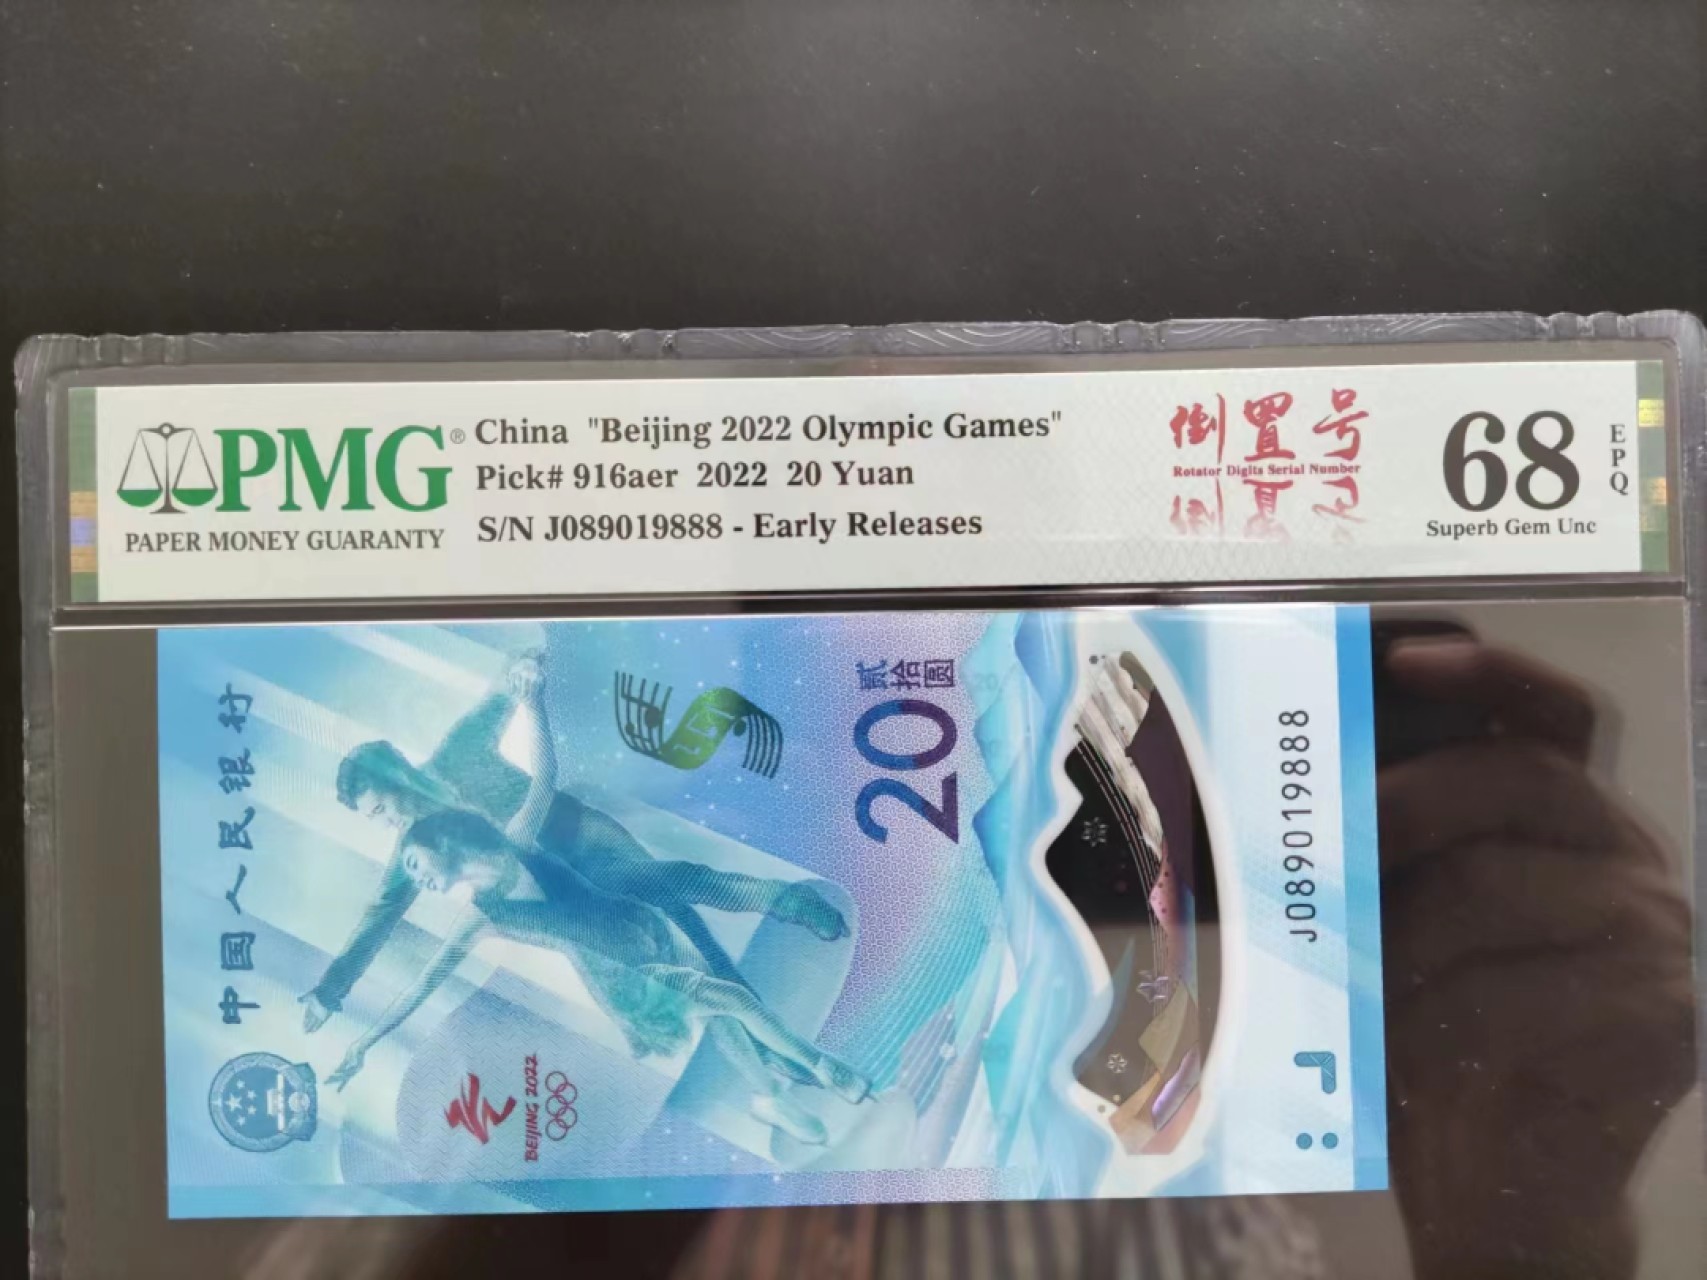 PMG®
PAPER MONEY GUARANTY
China "Beijing 2022 Olympic Games"
Pick# 916aer 2022 20 Yuan
S/N J089019888 - Early Releases
倒置号
Rotator Digits Serial Number
68
EPQ
Superb Gem Unc
中国人民银行
贰拾圆
20
BEIJING 2022
J089019888